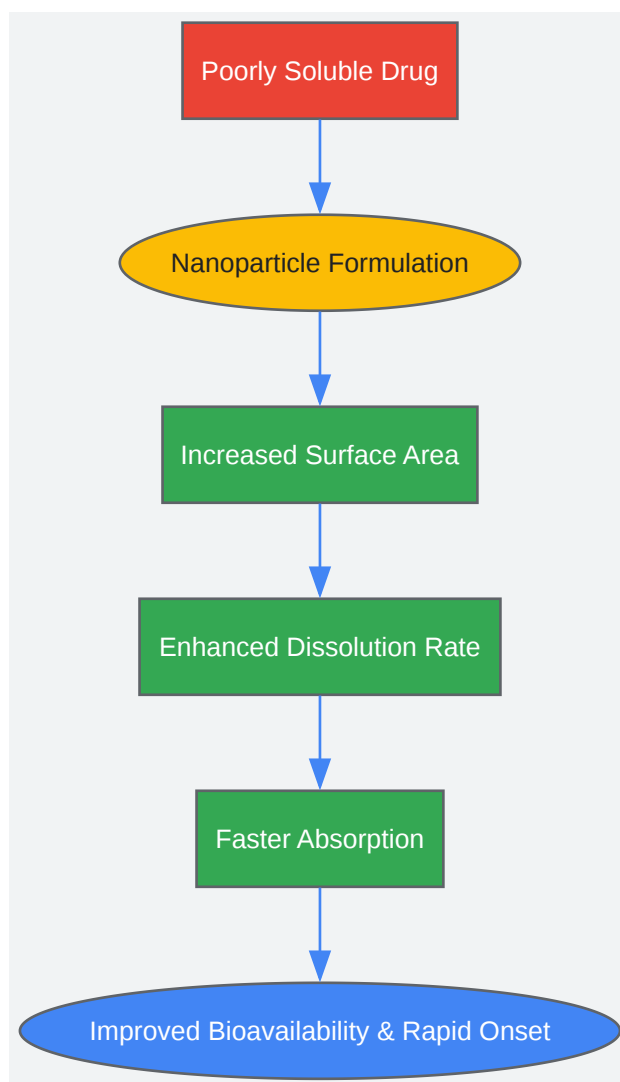 Poorly Soluble Drug
Nanoparticle Formulation
Increased Surface Area
Enhanced Dissolution Rate
Faster Absorption
Improved Bioavailability & Rapid Onset